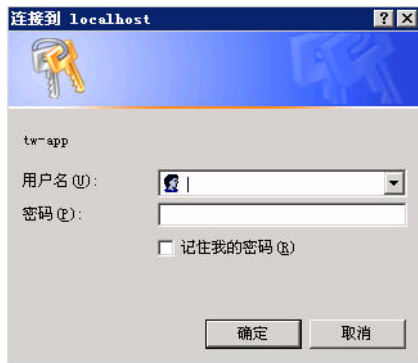 连接到 localhost
tw-app
用户名(U):
密码(P):
记住我的密码(R)
确定 取消